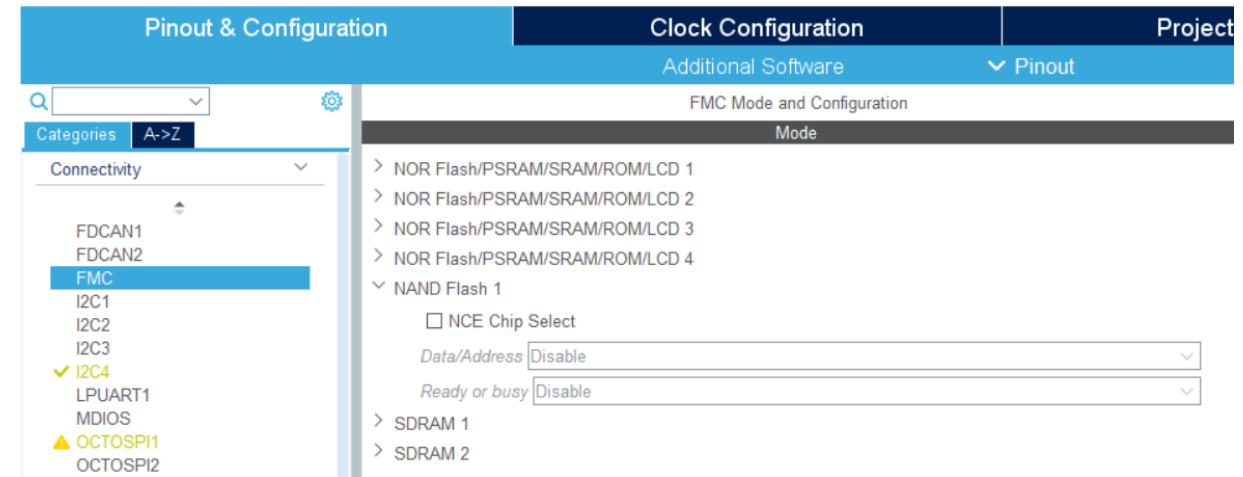 Pinout & Configuration
Clock Configuration
Project
Additional Software
Pinout
Categories
A->Z
Connectivity
FDCAN1
FDCAN2
FMC
I2C1
I2C2
I2C3
I2C4
LPUART1
MDIOS
OCTOSPI1
OCTOSPI2
FMC Mode and Configuration
Mode
NOR Flash/PSRAM/SRAM/ROM/LCD 1
NOR Flash/PSRAM/SRAM/ROM/LCD 2
NOR Flash/PSRAM/SRAM/ROM/LCD 3
NOR Flash/PSRAM/SRAM/ROM/LCD 4
NAND Flash 1
NCE Chip Select
Data/Address Disable
Ready or busy Disable
SDRAM 1
SDRAM 2